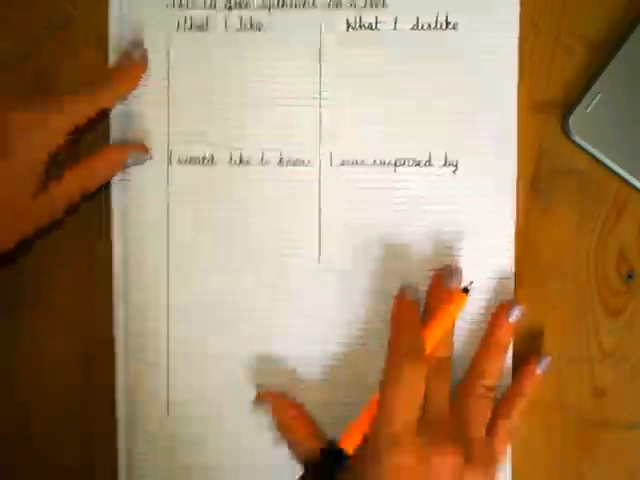 What I like
What I dislike
I would like to know
I was surprised by